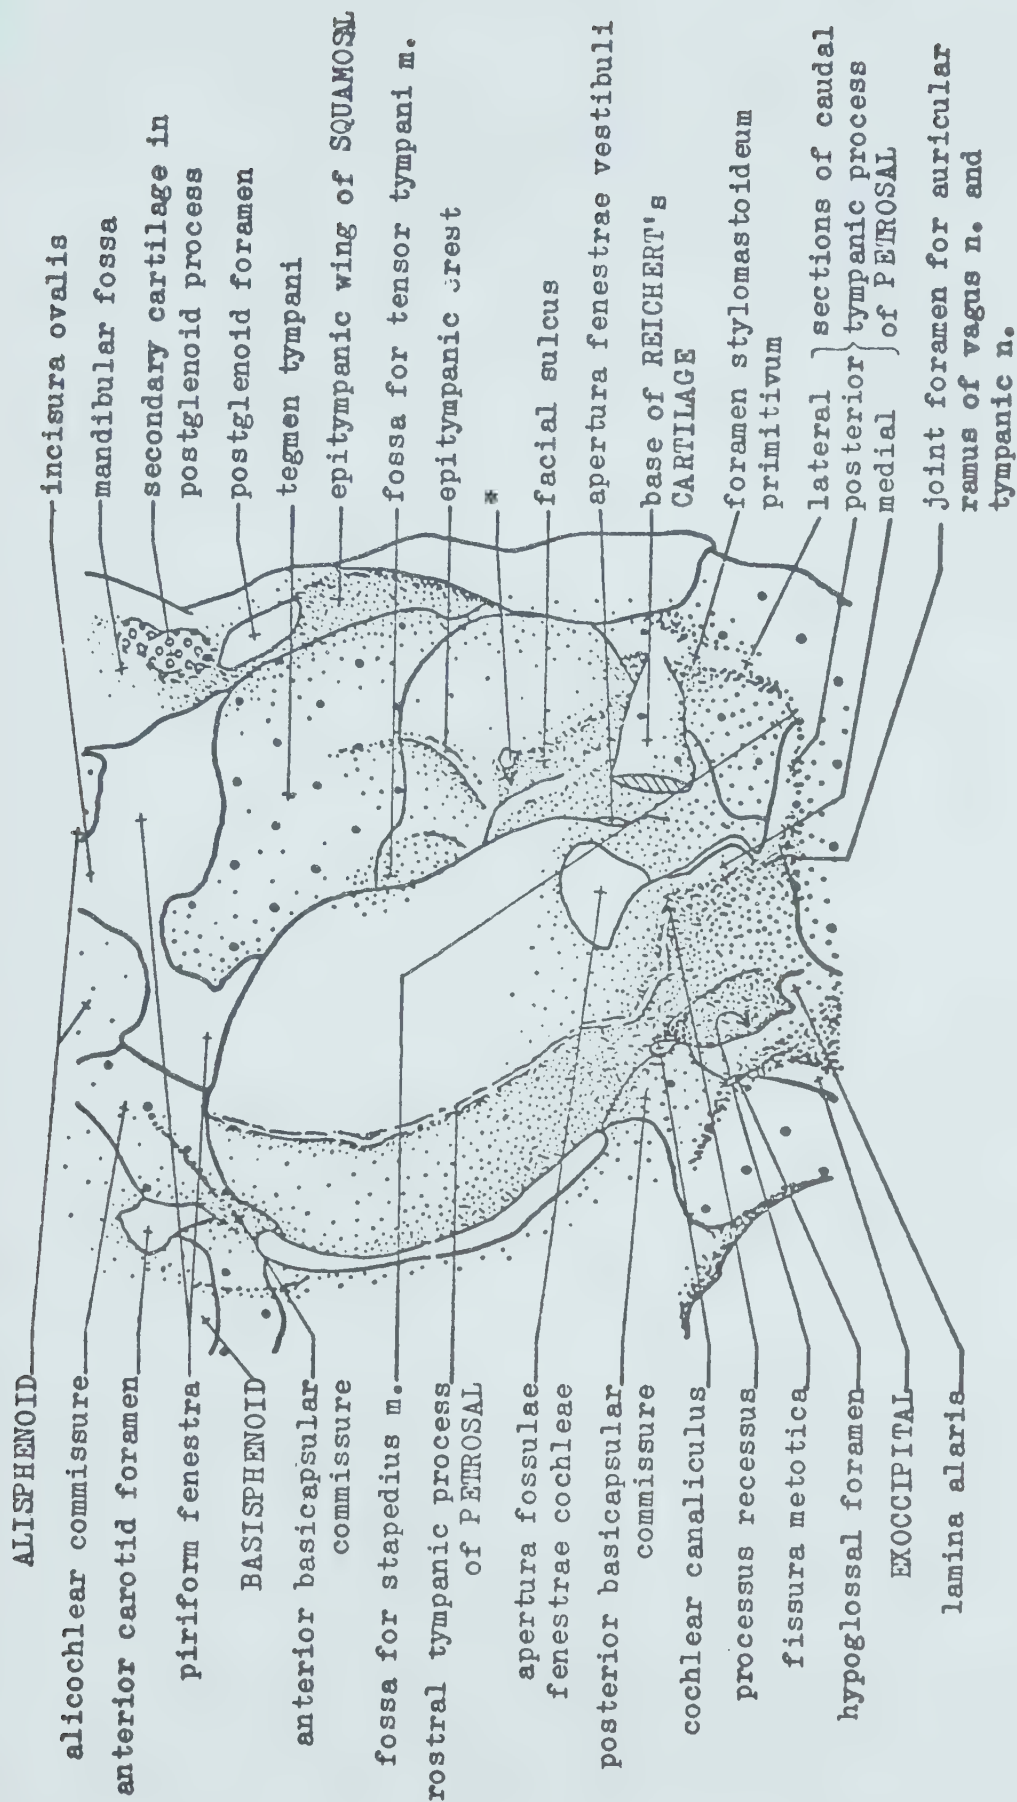 ALISPHENOID
alicochlear commissure
anterior carotid foramen
piriform fenestra
BASISPHENOID
anterior basicapsular
commissure
fossa for stapedius m.
rostral tympanic process
of PETROSAL
apertura fossulae
fenestrae cochleae
posterior basicapsular
commissure
cochlear canaliculus
processus recessus
fissura metotica
hypoglossal foramen
EXOCCIPITAL
lamina alaris
incisura ovalis
mandibular fossa
secondary cartilage in
postglenoid process
postglenoid foramen
tegmen tympani
epitympanic wing of SQUAMOSAL
fossa for tensor tympani m.
epitympanic crest
*
facial sulcus
apertura fenestrae vestibuli
base of REICHERT's
CARTILAGE
foramen stylomastoideum
primitivum
lateral } sections of caudal
posterior } tympanic process
medial } of PETROSAL
joint foramen for auricular
ramus of vagus n. and
tympanic n.